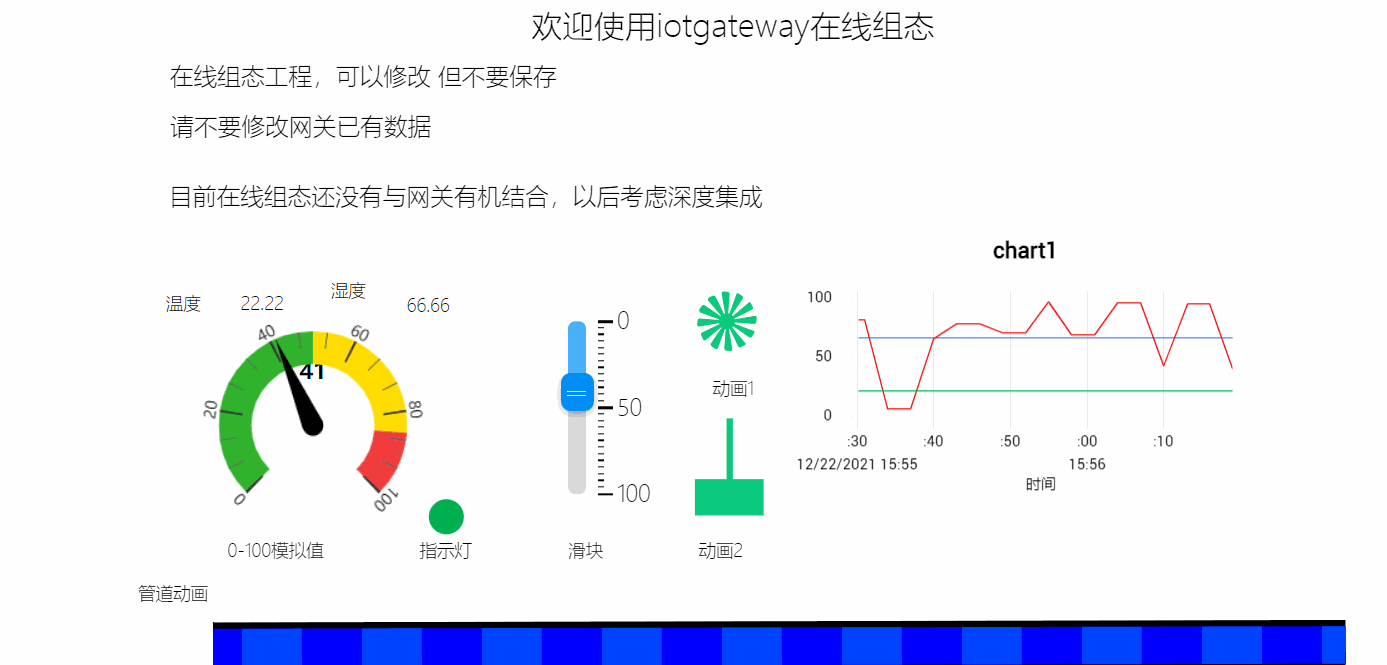 欢迎使用iotgateway在线组态
在线组态工程，可以修改 但不要保存
请不要修改网关已有数据
目前在线组态还没有与网关有机结合，以后考虑深度集成
温度 22.22 湿度 66.66
0 20 40 60 80 100
41
0-100模拟值
指示灯
0
50
100
滑块
动画1
动画2
chart1
100
50
0
:30 :40 :50 :00 :10
12/22/2021 15:55 15:56
时间
管道动画